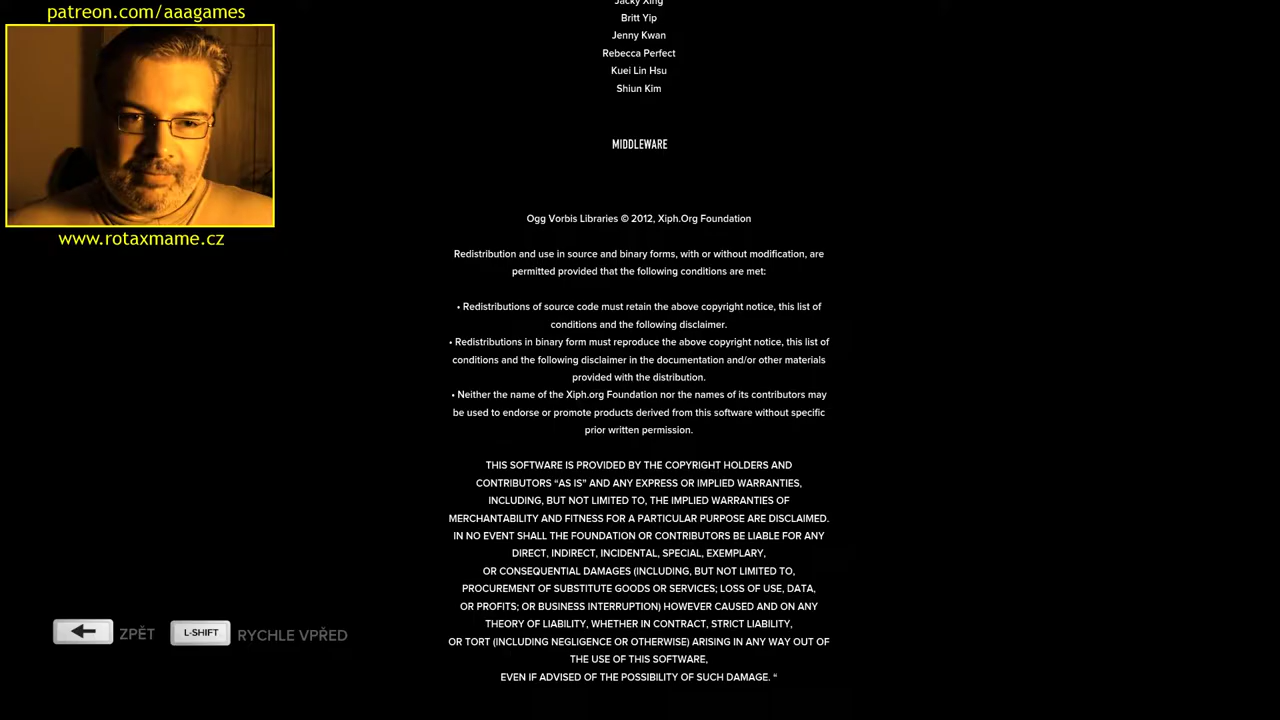 patreon.com/aaagames
www.rotaxmame.cz
Jacky Xing
Britt Yip
Jenny Kwan
Rebecca Perfect
Kuei Lin Hsu
Shiun Kim
MIDDLEWARE
Ogg Vorbis Libraries © 2012, Xiph.Org Foundation
Redistribution and use in source and binary forms, with or without modification, are
permitted provided that the following conditions are met:
• Redistributions of source code must retain the above copyright notice, this list of
conditions and the following disclaimer.
• Redistributions in binary form must reproduce the above copyright notice, this list of
conditions and the following disclaimer in the documentation and/or other materials
provided with the distribution.
• Neither the name of the Xiph.org Foundation nor the names of its contributors may
be used to endorse or promote products derived from this software without specific
prior written permission.
THIS SOFTWARE IS PROVIDED BY THE COPYRIGHT HOLDERS AND
CONTRIBUTORS “AS IS” AND ANY EXPRESS OR IMPLIED WARRANTIES,
INCLUDING, BUT NOT LIMITED TO, THE IMPLIED WARRANTIES OF
MERCHANTABILITY AND FITNESS FOR A PARTICULAR PURPOSE ARE DISCLAIMED.
IN NO EVENT SHALL THE FOUNDATION OR CONTRIBUTORS BE LIABLE FOR ANY
DIRECT, INDIRECT, INCIDENTAL, SPECIAL, EXEMPLARY,
OR CONSEQUENTIAL DAMAGES (INCLUDING, BUT NOT LIMITED TO,
PROCUREMENT OF SUBSTITUTE GOODS OR SERVICES; LOSS OF USE, DATA,
OR PROFITS; OR BUSINESS INTERRUPTION) HOWEVER CAUSED AND ON ANY
THEORY OF LIABILITY, WHETHER IN CONTRACT, STRICT LIABILITY,
OR TORT (INCLUDING NEGLIGENCE OR OTHERWISE) ARISING IN ANY WAY OUT OF
THE USE OF THIS SOFTWARE,
EVEN IF ADVISED OF THE POSSIBILITY OF SUCH DAMAGE. “
ZPĚT L-SHIFT RYCHLE VPŘED